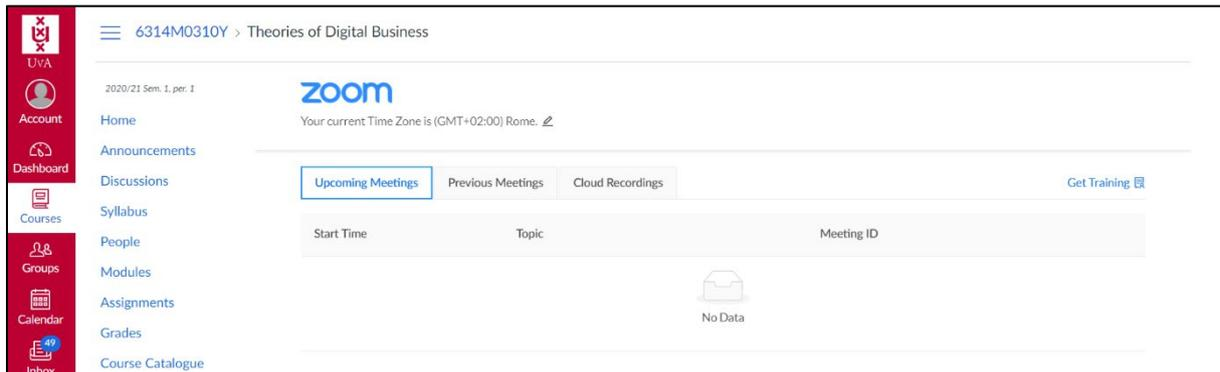 6314M0310Y > Theories of Digital Business
UvA
Account
Dashboard
Courses
Groups
Calendar
49
Inbox
2020/21 Sem. 1, per. 1
Home
Announcements
Discussions
Syllabus
People
Modules
Assignments
Grades
Course Catalogue
zoom
Your current Time Zone is (GMT+02:00) Rome.
Upcoming Meetings Previous Meetings Cloud Recordings Get Training
Start Time Topic Meeting ID
No Data